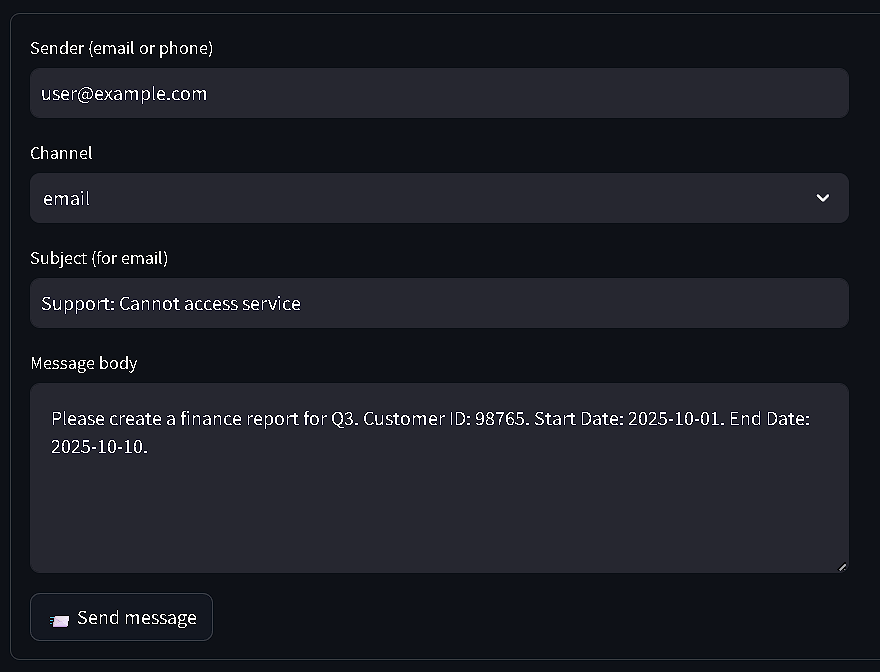 Sender (email or phone)
user@example.com
Channel
email
Subject (for email)
Support: Cannot access service
Message body
Please create a finance report for Q3. Customer ID: 98765. Start Date: 2025-10-01. End Date:
2025-10-10.
Send message